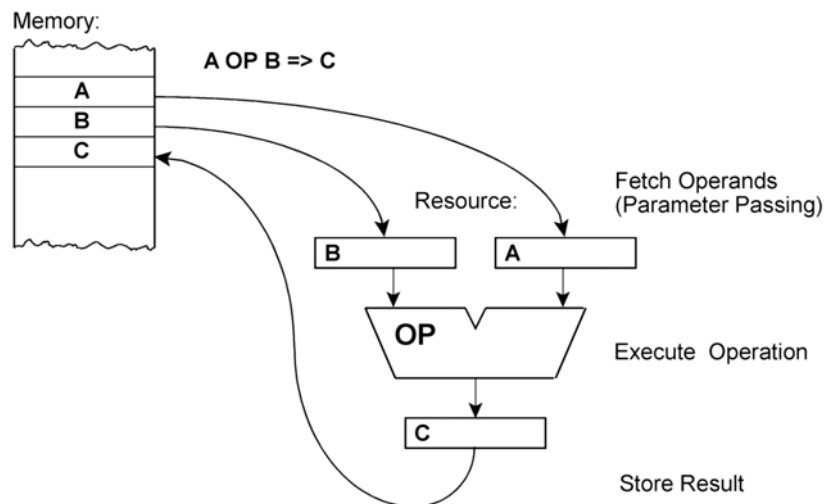 Memory:
A OP B => C
A
B
C
Resource:
Fetch Operands
(Parameter Passing)
B
A
OP
Execute Operation
C
Store Result